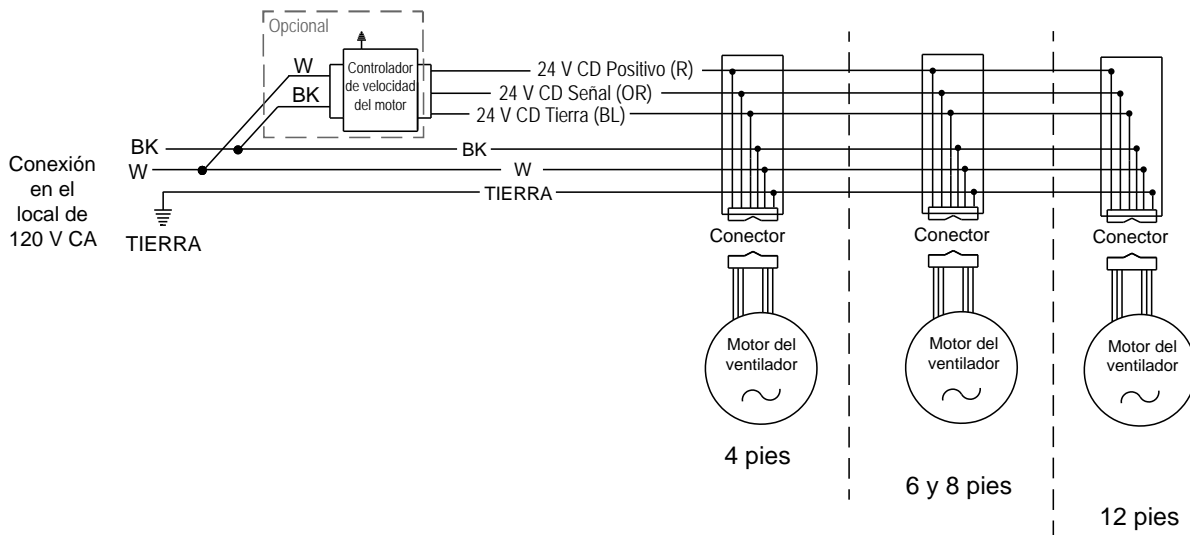 Opcional
W
BK
Controlador
de velocidad
del motor
24 V CD Positivo (R)
24 V CD Señal (OR)
24 V CD Tierra (BL)
BK
BK
W
W
TIERRA
Conexión
en el
local de
120 V CA
TIERRA
Conector
Conector
Conector
Motor del
ventilador
Motor del
ventilador
Motor del
ventilador
4 pies
6 y 8 pies
12 pies